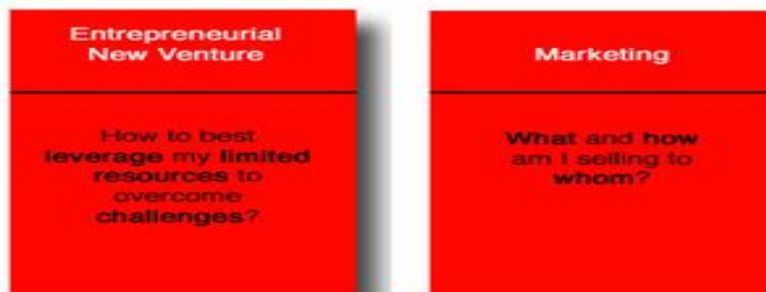 Entrepreneurial
New Venture
How to best
leverage my limited
resources to
overcome
challenges?
Marketing
What and how
am I selling to
whom?